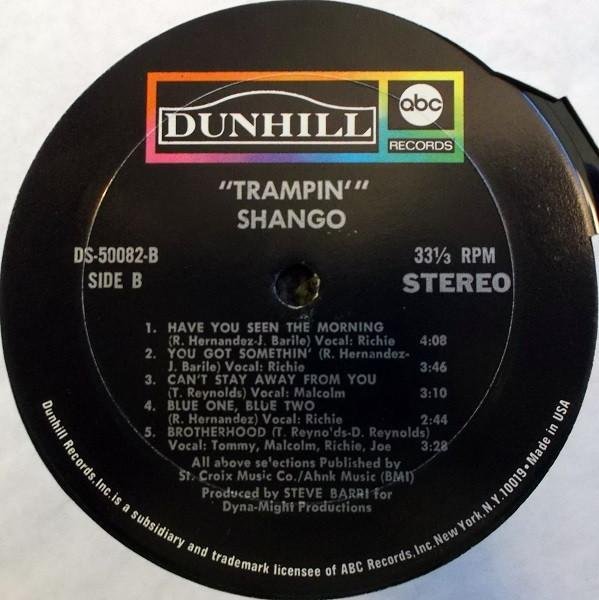 DUNHILL
abc
RECORDS
"TRAMPIN'"
SHANGO
DS-50082-B
SIDE B
33⅓ RPM
STEREO
1. HAVE YOU SEEN THE MORNING
(R. Hernandez-J. Barile) Vocal: Richie 4:08
2. YOU GOT SOMETHIN' (R. Hernandez-
J. Barile) Vocal: Richie 3:46
3. CAN'T STAY AWAY FROM YOU
(T. Reynolds) Vocal: Malcolm 3:10
4. BLUE ONE, BLUE TWO
(R. Hernandez) Vocal: Richie 2:44
5. BROTHERHOOD (T. Reyno'ds-D. Reynolds)
Vocal: Tommy, Malcolm, Richie, Joe 3:28
All above se'ections Published by
St. Croix Music Co./Ahnk Music (BMI)
Produced by STEVE BARRI for
Dyna-Might Productions
Dunhill Records, Inc. is a subsidiary and trademark licensee of ABC Records, Inc. New York, N.Y. 10019 • Made in USA